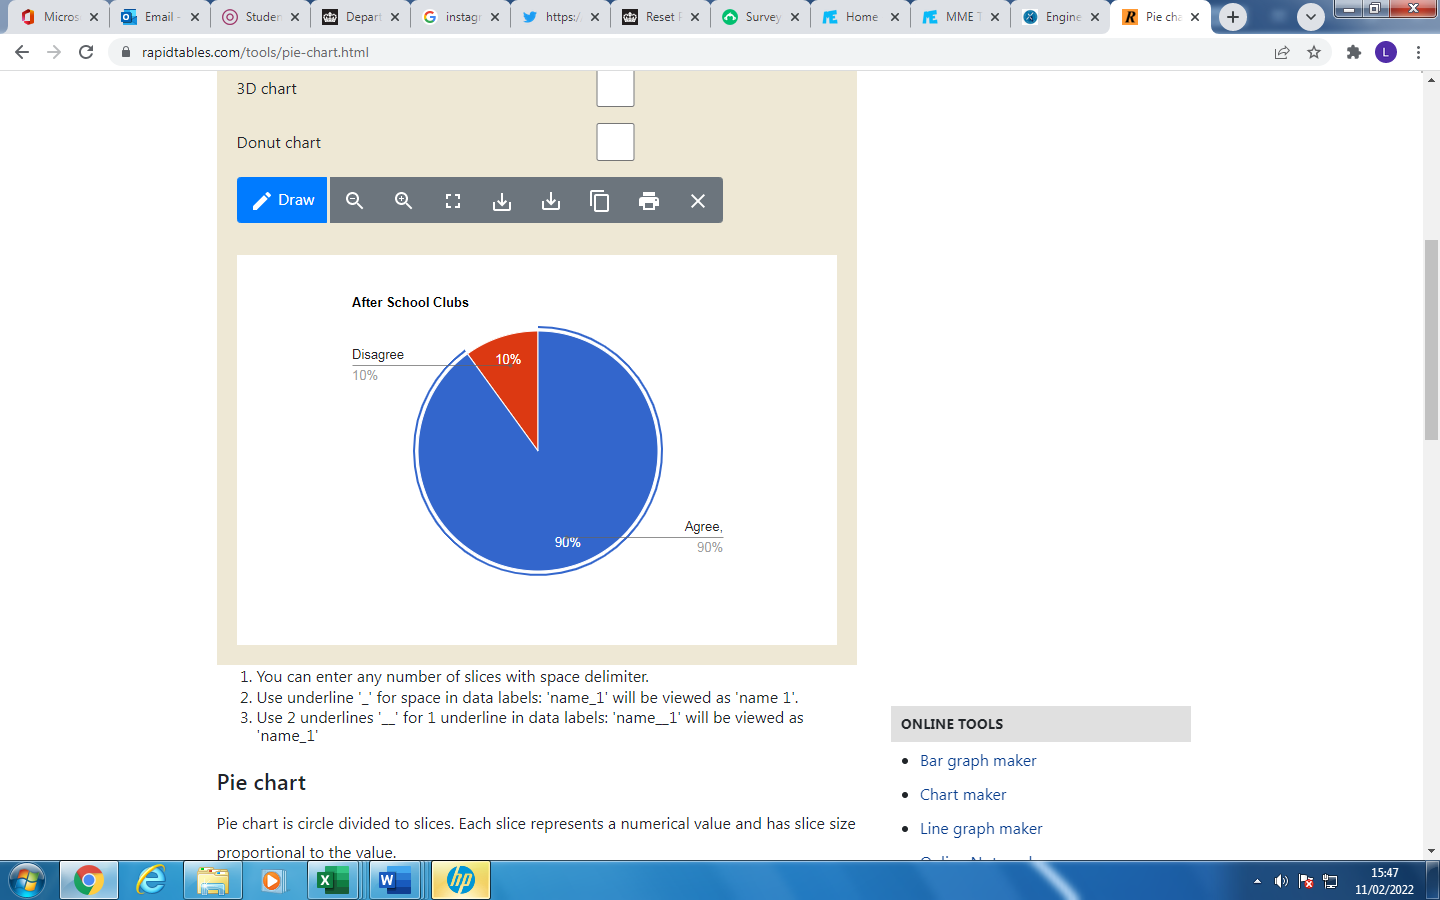 Micros
Email -
Studen
Depart
instagr
https:/
Reset P
Survey
Home
MME T
Engine
Pie cha
rapidtables.com/tools/pie-chart.html
L
3D chart
Donut chart
Draw
After School Clubs
Disagree
10%
10%
90%
Agree,
90%
1. You can enter any number of slices with space delimiter.
2. Use underline '_' for space in data labels: 'name_1' will be viewed as 'name 1'.
3. Use 2 underlines '__' for 1 underline in data labels: 'name__1' will be viewed as
'name_1'
Pie chart
Pie chart is circle divided to slices. Each slice represents a numerical value and has slice size
proportional to the value.
ONLINE TOOLS
Bar graph maker
Chart maker
Line graph maker
15:47
11/02/2022